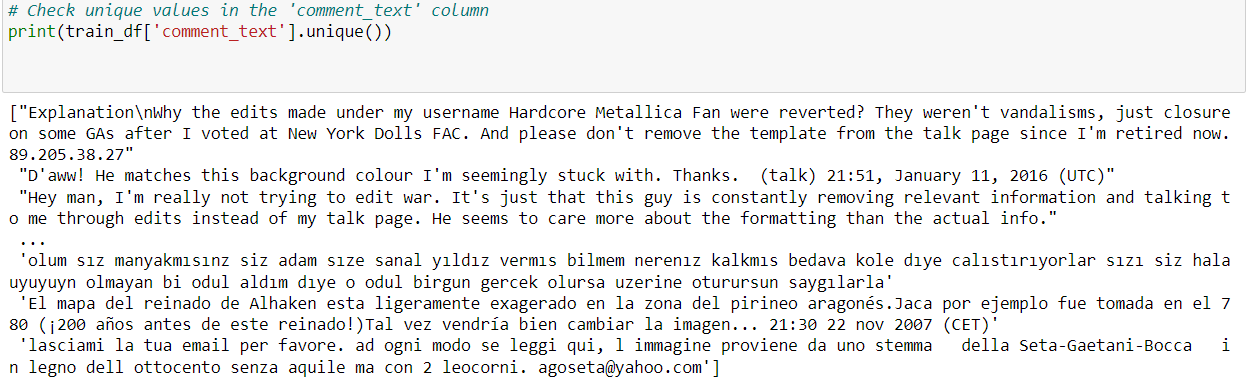 # Check unique values in the 'comment_text' column
print(train_df['comment_text'].unique())
["Explanation\nWhy the edits made under my username Hardcore Metallica Fan were reverted? They weren't vandalisms, just closure
on some GAs after I voted at New York Dolls FAC. And please don't remove the template from the talk page since I'm retired now.
89.205.38.27"
"D'aww! He matches this background colour I'm seemingly stuck with. Thanks.  (talk) 21:51, January 11, 2016 (UTC)"
"Hey man, I'm really not trying to edit war. It's just that this guy is constantly removing relevant information and talking t
o me through edits instead of my talk page. He seems to care more about the formatting than the actual info."
...
'olum sız manyakmısınz siz adam sıze sanal yıldız vermıs bilmem nerenız kalkmıs bedava kole dıye calıstırıyorlar sızı siz hala
uyuyuyn olmayan bi odul aldım dıye o odul birgun gercek olursa uzerine oturursun saygılarla'
'El mapa del reinado de Alhaken esta ligeramente exagerado en la zona del pirineo aragonés.Jaca por ejemplo fue tomada en el 7
80 (¡200 años antes de este reinado!)Tal vez vendría bien cambiar la imagen... 21:30 22 nov 2007 (CET)'
'lasciami la tua email per favore. ad ogni modo se leggi qui, l immagine proviene da uno stemma   della Seta-Gaetani-Bocca   i
n legno dell ottocento senza aquile ma con 2 leocorni. agoseta@yahoo.com']